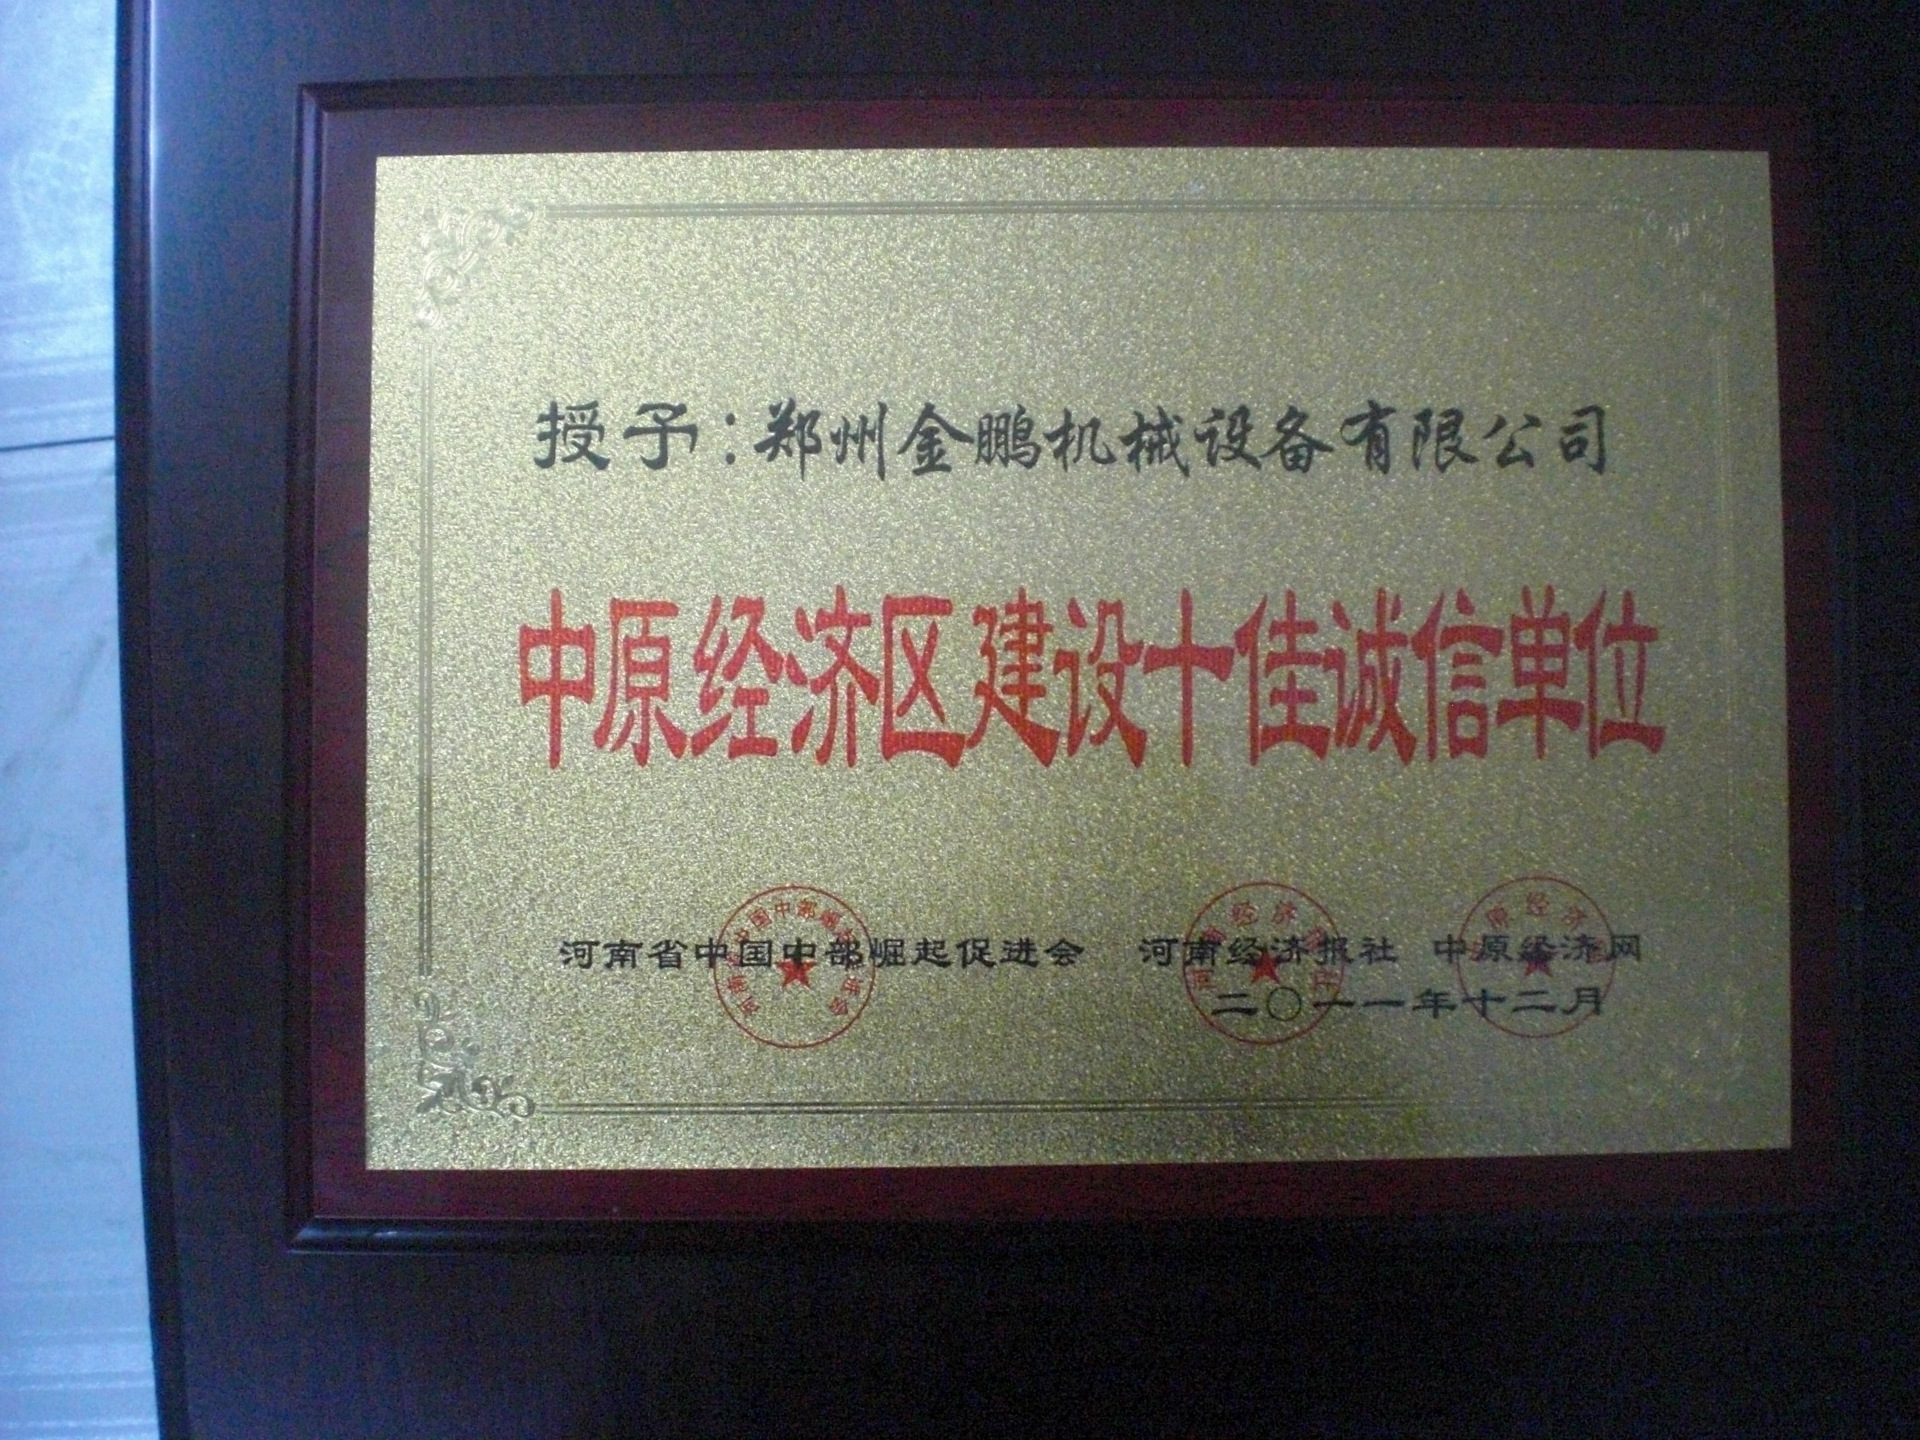 授予：郑州金鹏机械设备有限公司
中原经济区建设十佳诚信单位
河南省中国中部崛起促进会 河南经济报社 中原经济网
二〇一一年十二月